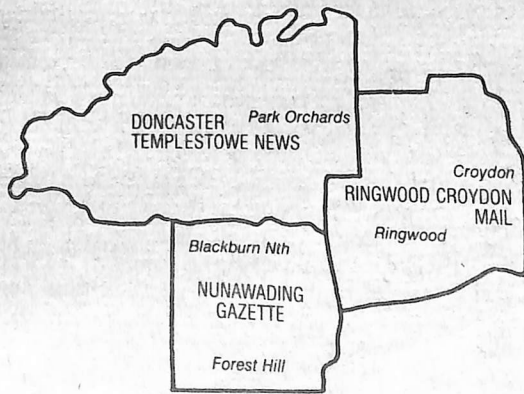 DONCASTER
TEMPLESTOWE NEWS
Park Orchards
Croydon
RINGWOOD CROYDON
MAIL
Ringwood
Blackburn Nth
NUNAWADING
GAZETTE
Forest Hill